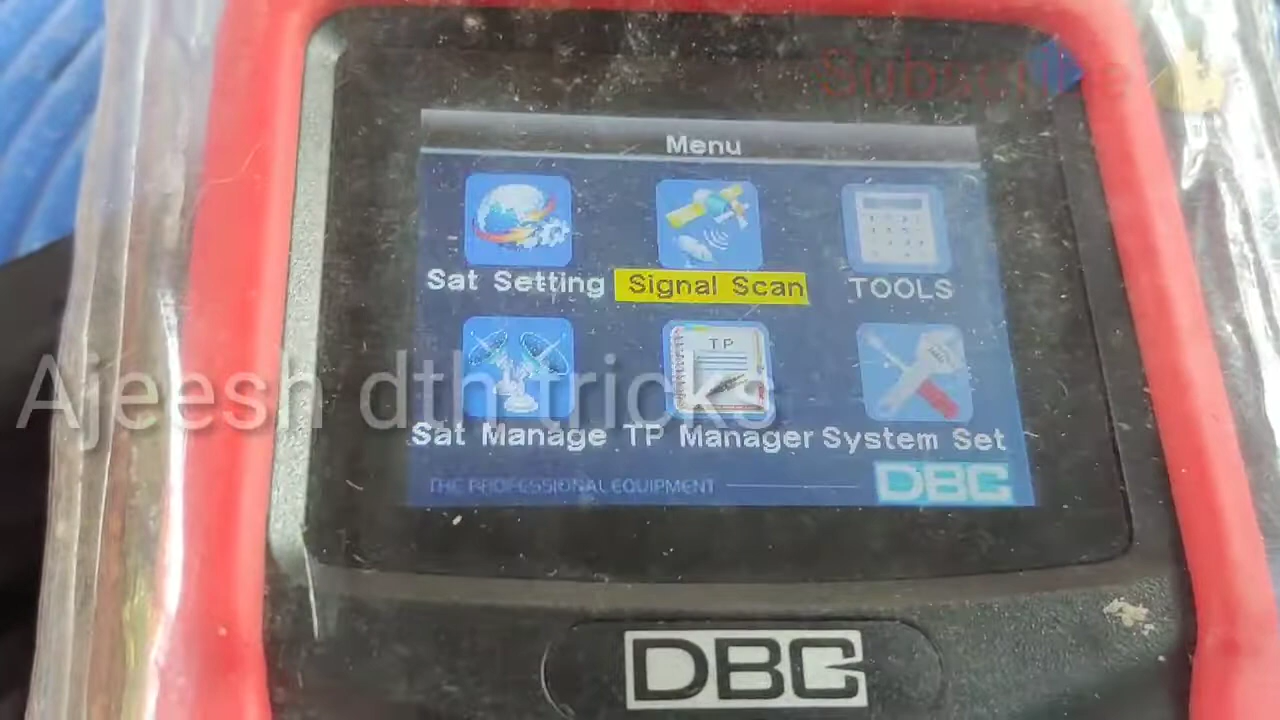 Subscribe
Menu
Sat Setting
Signal Scan
TOOLS
TP
Ajeesh dth tricks
Sat Manage
TP Manager
System Set
THE PROFESSIONAL EQUIPMENT
DBC
DBC